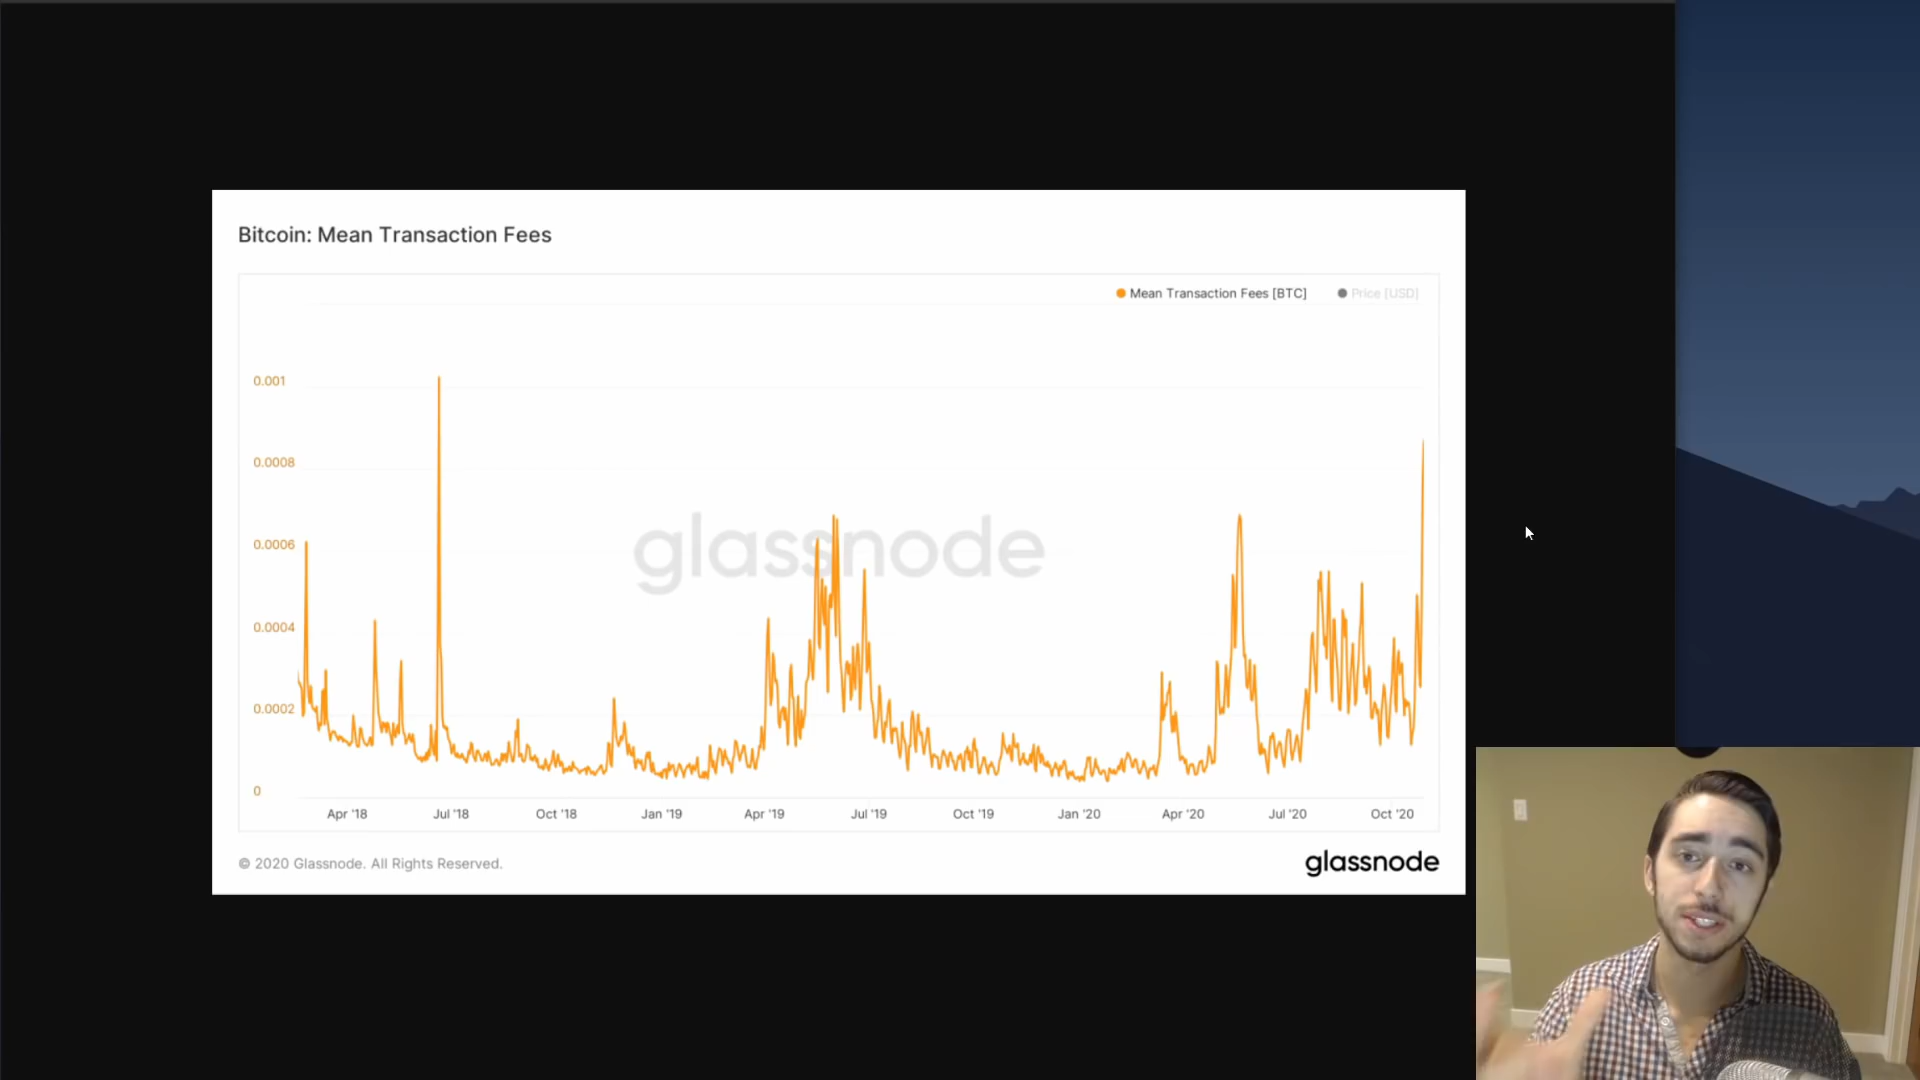 Bitcoin: Mean Transaction Fees
Mean Transaction Fees [BTC] Price [USD]
0.001
0.0008
glassnode
0.0006
0.0004
0.0002
0
Apr '18 Jul '18 Oct '18 Jan '19 Apr '19 Jul '19 Oct '19 Jan '20 Apr '20 Jul '20 Oct '20
© 2020 Glassnode. All Rights Reserved.
glassnode